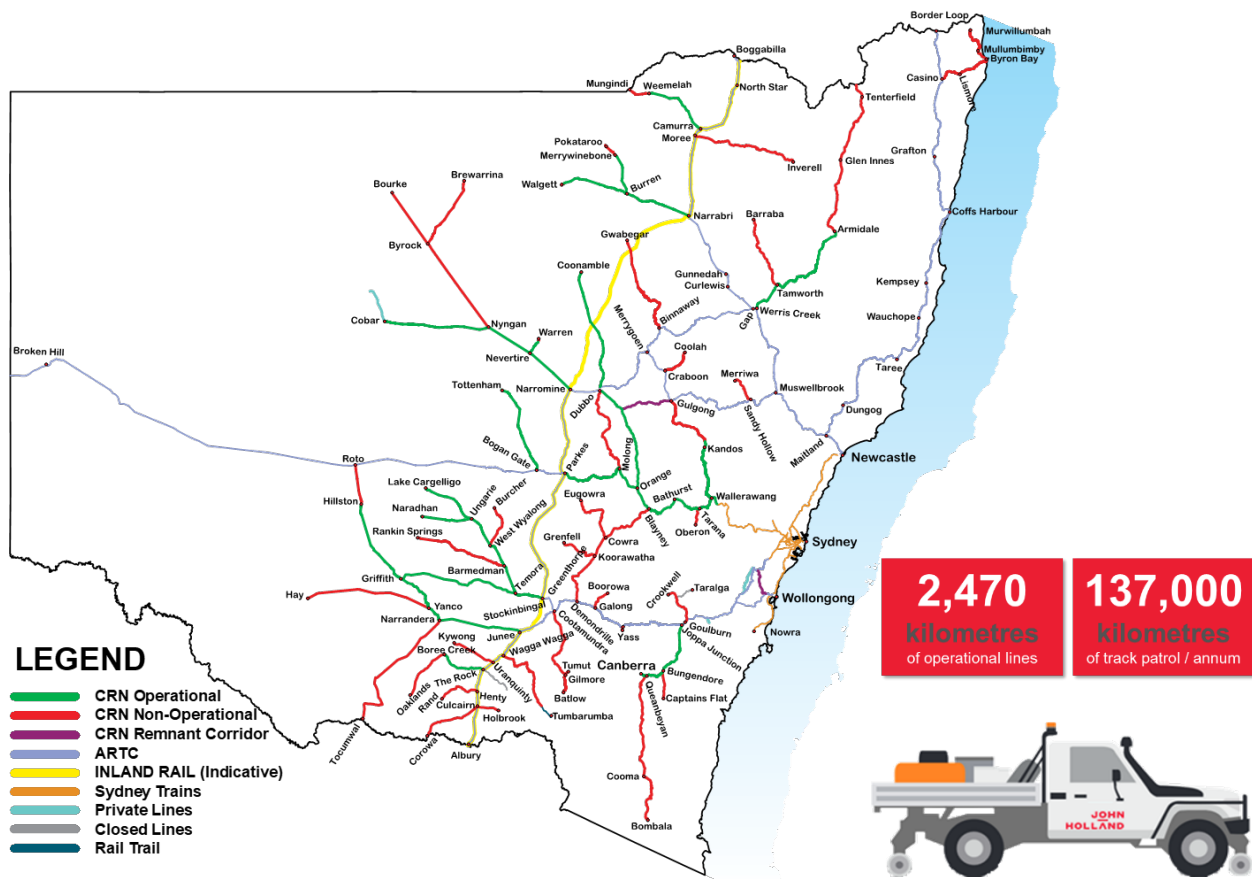 Border Loop
Murwillumbah
Mullumbimby
Byron Bay
Boggabilla
Casino
Lismore
Mungindi
Weemelah
North Star
Tenterfield
Camurra
Moree
Pokataroo
Merrywinebone
Inverell
Glen Innes
Grafton
Bourke
Brewarrina
Walgett
Burren
Narrabri
Barraba
Coffs Harbour
Armidale
Gwabegar
Byrock
Coonamble
Gunnedah
Curlewis
Tamworth
Kempsey
Cobar
Nyngan
Warren
Merrygoen
Binnaway
Gap
Werris Creek
Wauchope
Broken Hill
Nevertire
Coolah
Taree
Craboon
Merriwa
Tottenham
Narromine
Dubbo
Gulgong
Sandy Hollow
Muswellbrook
Dungog
Maitland
Newcastle
Kandos
Bogan Gate
Parkes
Molong
Roto
Orange
Bathurst
Wallerawang
Lake Cargelligo
Hillston
Ungarie
Burcher
Eugowra
Naradhan
West Wyalong
Blayney
Tarana
Oberon
Rankin Springs
Grenfell
Cowra
Koorawatha
Sydney
Barmedman
Greenthorpe
Griffith
Temora
Boorowa
Crookwell
Taralga
Hay
Yanco
Stockinbingal
Demondrille
Galong
Wollongong
Narrandera
Cootamundra
Yass
Goulburn
Joppa Junction
Nowra
Junee
Wagga Wagga
Kywong
Boree Creek
Uranquinty
The Rock
Canberra
Bungendore
Queanbeyan
Captains Flat
Tumut
Gilmore
Batlow
Oaklands
Rand
Henty
Culcairn
Holbrook
Tumbarumba
Tocumwal
Corowa
Albury
Cooma
Bombala
LEGEND
CRN Operational
CRN Non-Operational
CRN Remnant Corridor
ARTC
INLAND RAIL (Indicative)
Sydney Trains
Private Lines
Closed Lines
Rail Trail
2,470
kilometres
of operational lines
137,000
kilometres
of track patrol / annum
JOHN
HOLLAND